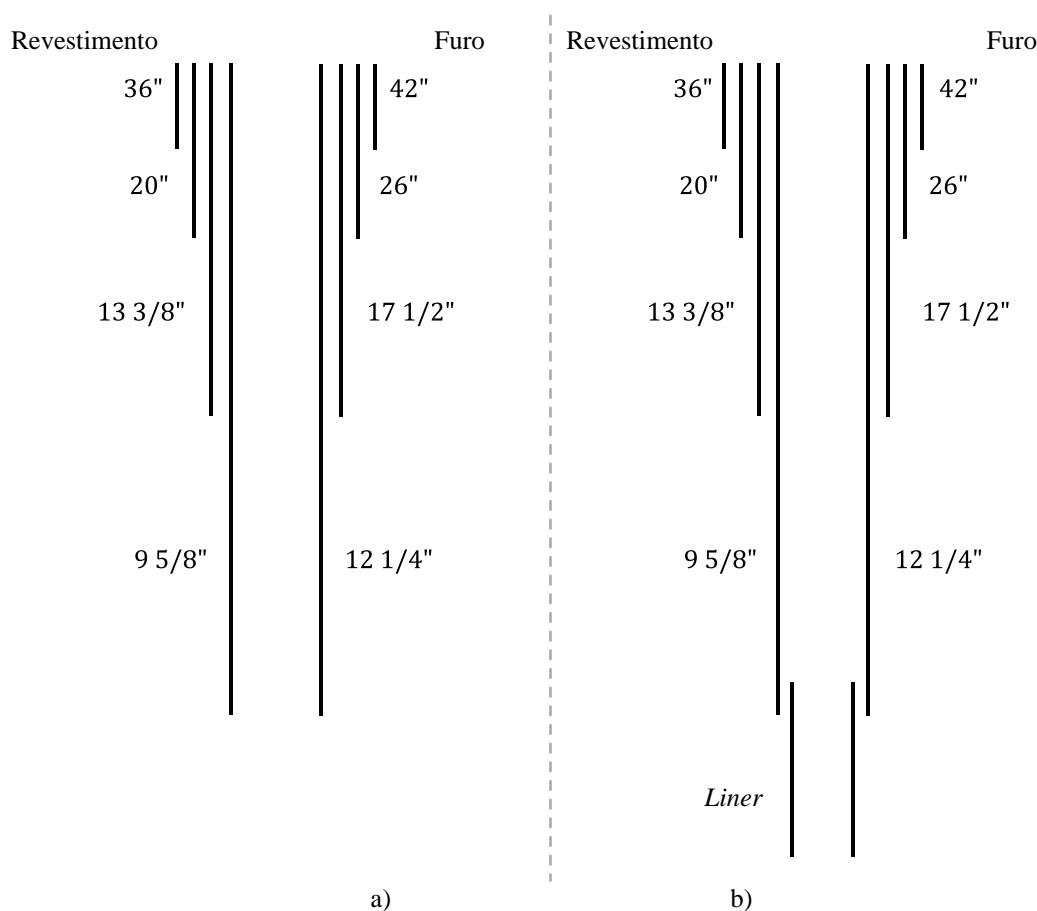 Revestimento Furo Revestimento Furo
36" 42" 36" 42"
20" 26" 20" 26"
13 3/8" 17 1/2" 13 3/8" 17 1/2"
9 5/8" 12 1/4" 9 5/8" 12 1/4"
Liner
a) b)